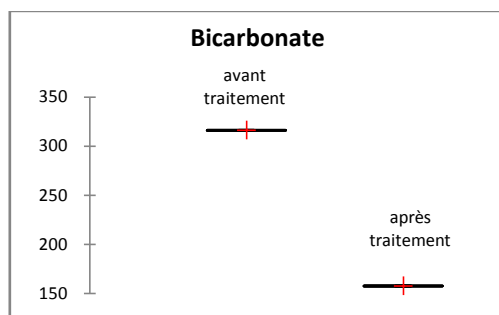 Bicarbonate
avant
traitement
350
300
250
après
200
traitement
150